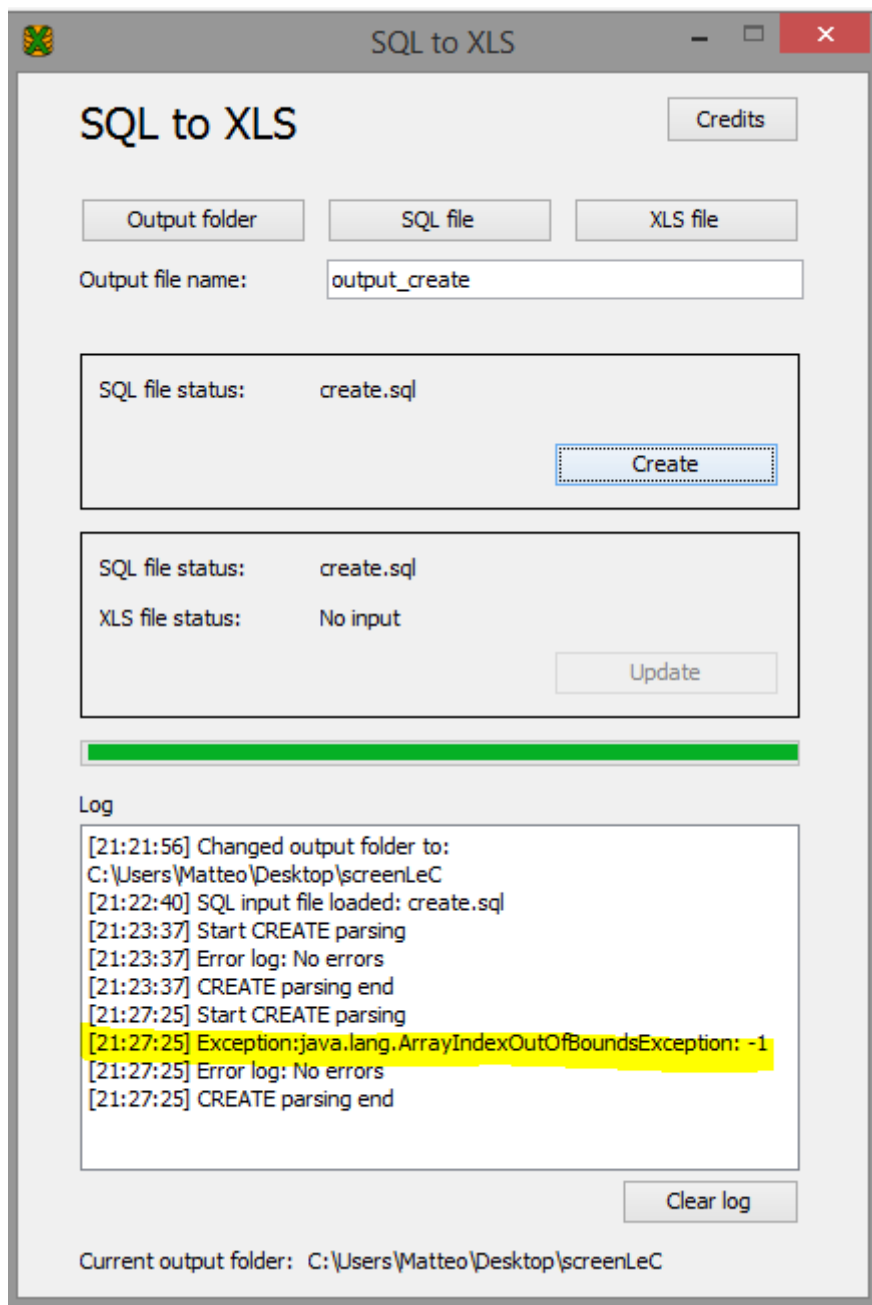 SQL to XLS
SQL to XLS
Credits
Output folder
SQL file
XLS file
Output file name:
output_create
SQL file status:
create.sql
Create
SQL file status:
create.sql
XLS file status:
No input
Update
Log
[21:21:56] Changed output folder to:
C:\Users\Matteo\Desktop\screenLeC
[21:22:40] SQL input file loaded: create.sql
[21:23:37] Start CREATE parsing
[21:23:37] Error log: No errors
[21:23:37] CREATE parsing end
[21:27:25] Start CREATE parsing
[21:27:25] Exception:java.lang.ArrayIndexOutOfBoundsException: -1
[21:27:25] Error log: No errors
[21:27:25] CREATE parsing end
Clear log
Current output folder: C:\Users\Matteo\Desktop\screenLeC